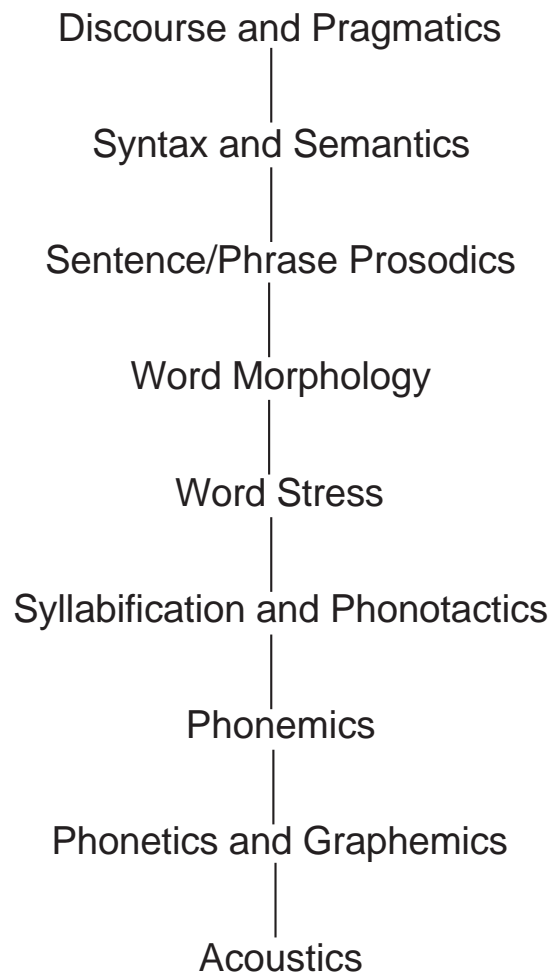 Discourse and Pragmatics
Syntax and Semantics
Sentence/Phrase Prosodics
Word Morphology
Word Stress
Syllabification and Phonotactics
Phonemics
Phonetics and Graphemics
Acoustics